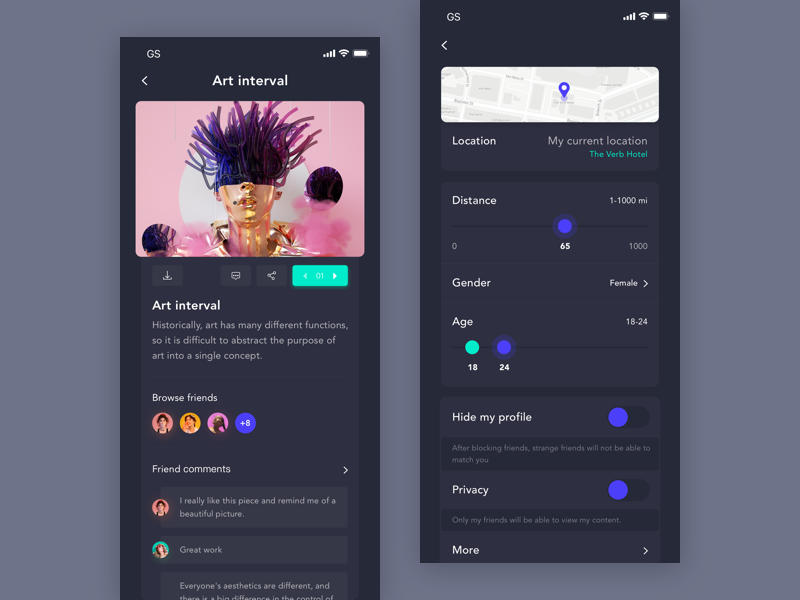 GS
Art interval
01
Art interval
Historically, art has many different functions,
so it is difficult to abstract the purpose of
art into a single concept.
Browse friends
+8
Friend comments
I really like this piece and remind me of a
beautiful picture.
Great work
Everyone's aesthetics are different, and
there is a big difference in the control of
GS
Location
My current location
The Verb Hotel
Distance
1-1000 mi
0
65
1000
Gender
Female
Age
18-24
18
24
Hide my profile
After blocking friends, strange friends will not be able to
match you
Privacy
Only my friends will be able to view my content.
More